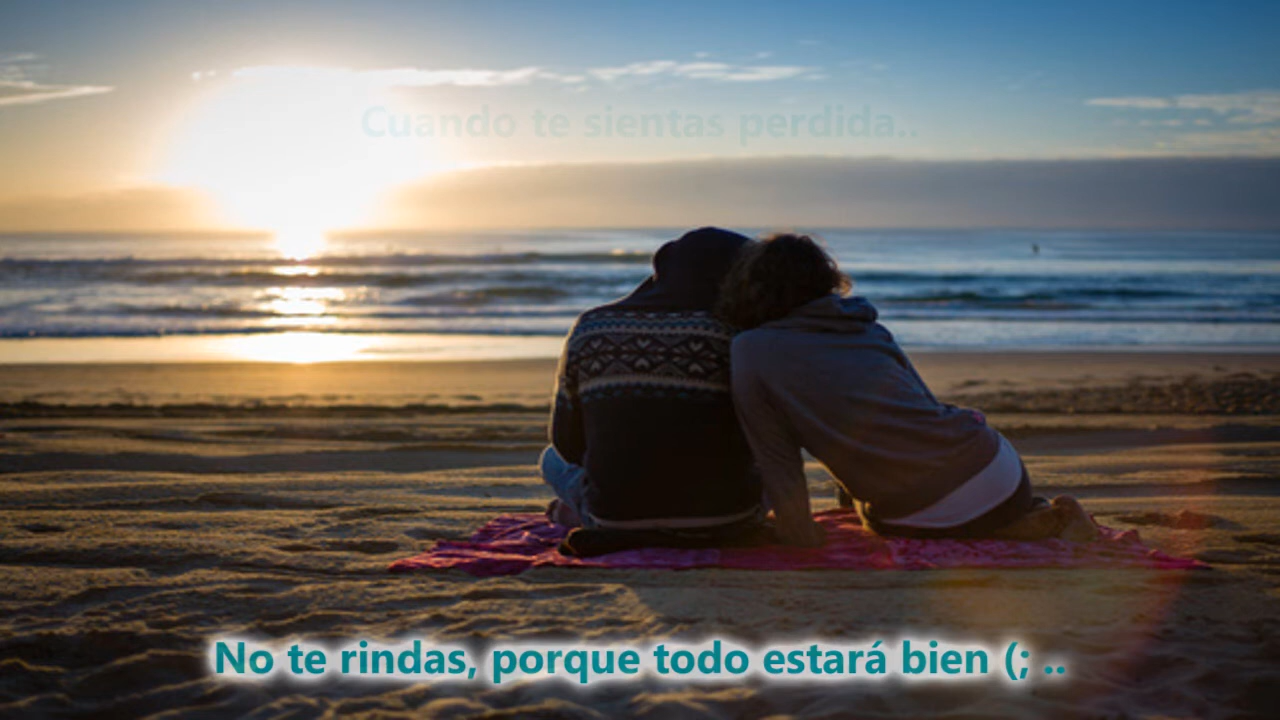 Cuando te sientas perdida..
No te rindas, porque todo estará bien (; ..